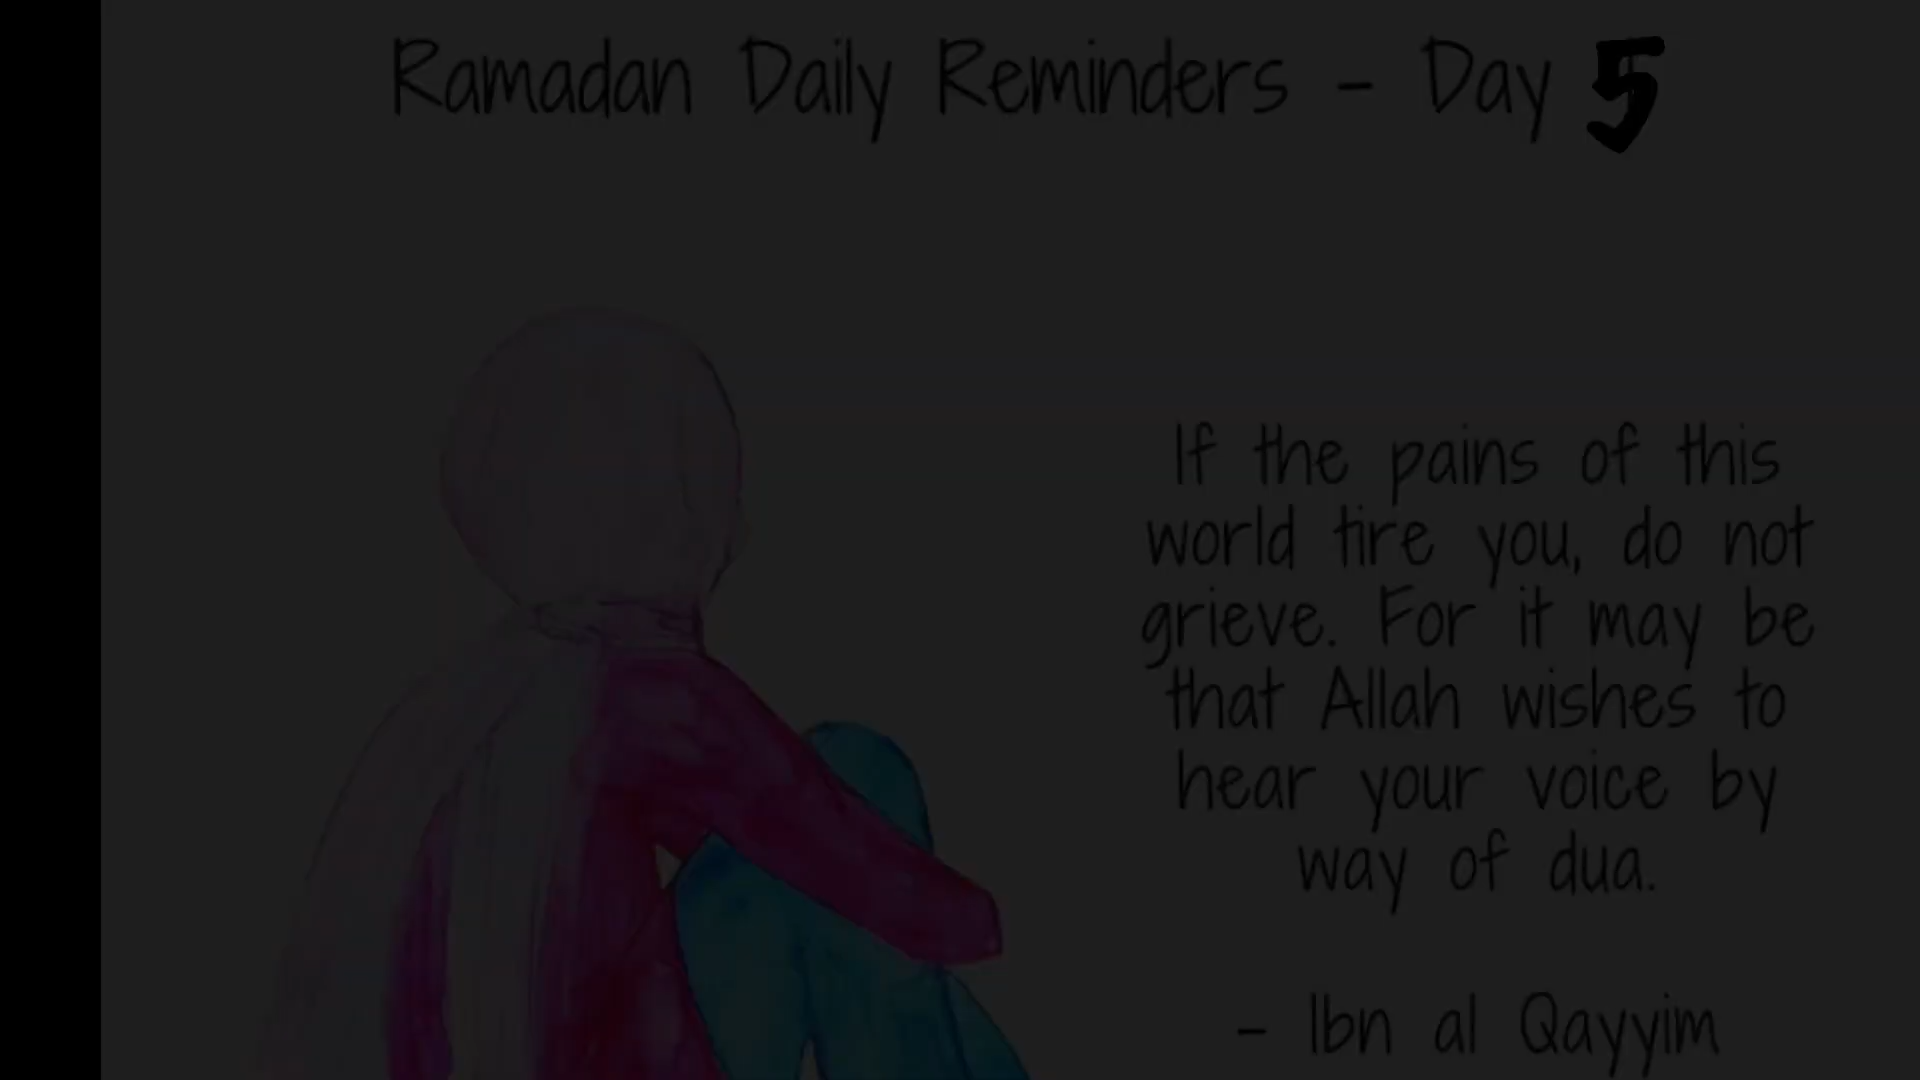 Ramadan Daily Reminders - Day 5
If the pains of this
world tire you, do not
grieve. For it may be
that Allah wishes to
hear your voice by
way of dua.
- Ibn al Qayyim